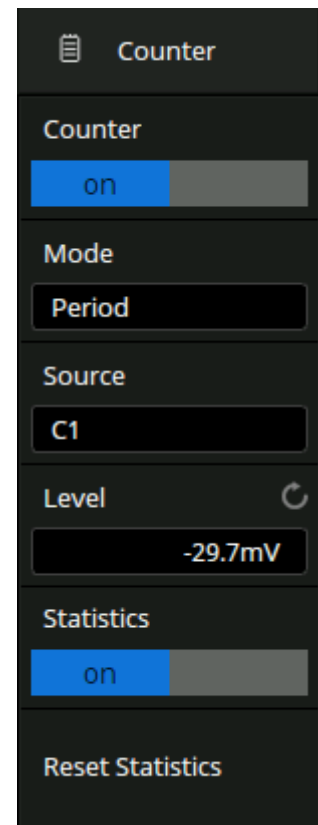 Counter
Counter
on
Mode
Period
Source
C1
Level
-29.7mV
Statistics
on
Reset Statistics